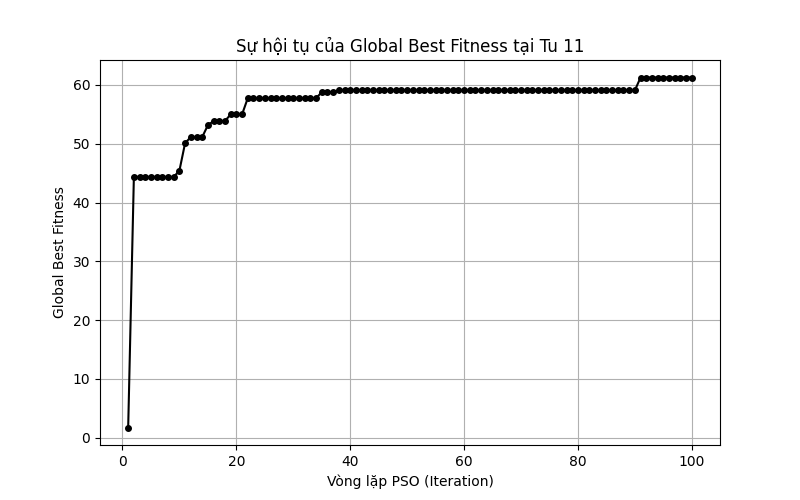 Sự hội tụ của Global Best Fitness tại Tu 11
Global Best Fitness
60
50
40
30
20
10
0
0 20 40 60 80 100
Vòng lặp PSO (Iteration)